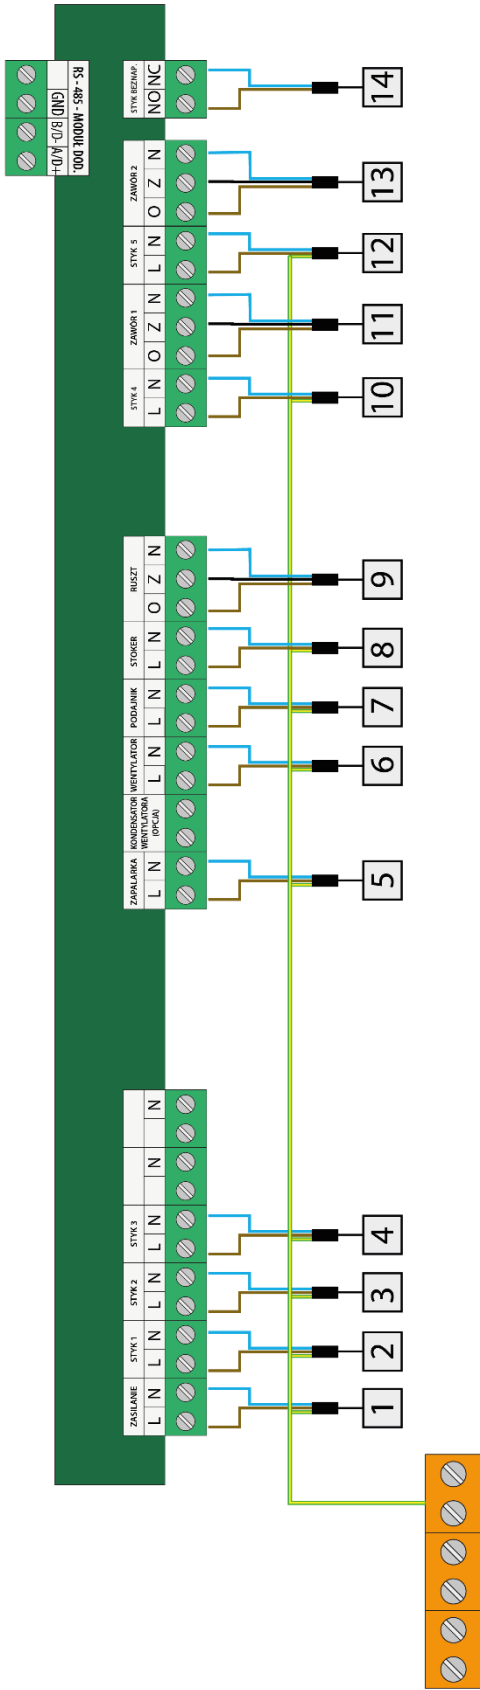 ZASILANIE
L N
STYK 1
L N
STYK 2
L N
STYK 3
L N
N
N
ZAPALARKA
L N
KONDENSATOR
WENTYLATORA
(OPCJA)
WENTYLATOR
L N
PODAJNIK
L N
STOKER
L N
RUSZT
O Z N
STYK 4
L N
ZAWÓR 1
O Z N
STYK 5
L N
ZAWÓR 2
O Z N
STYK BEZNAP.
NO NC
RS - 485 - MODUŁ DOD.
GND B/D- A/D+
1
2
3
4
5
6
7
8
9
10
11
12
13
14